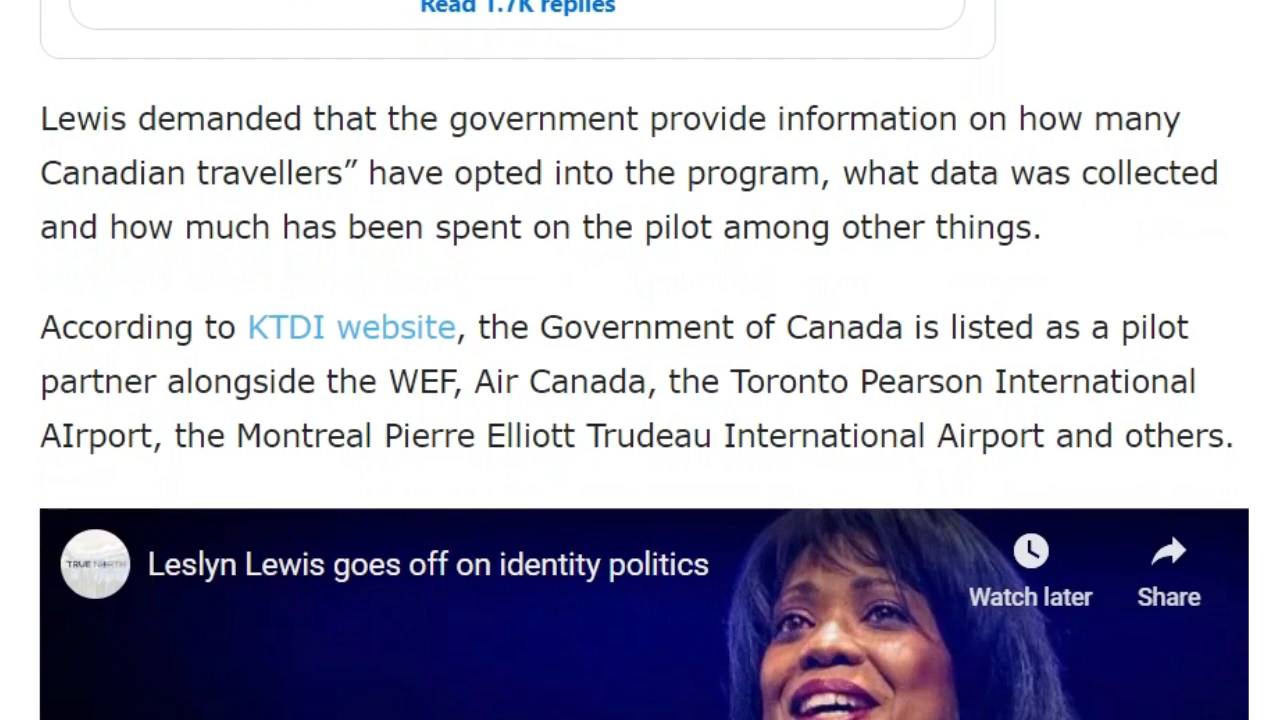 Read 1.7K replies
Lewis demanded that the government provide information on how many
Canadian travellers” have opted into the program, what data was collected
and how much has been spent on the pilot among other things.
According to KTDI website, the Government of Canada is listed as a pilot
partner alongside the WEF, Air Canada, the Toronto Pearson International
AIrport, the Montreal Pierre Elliott Trudeau International Airport and others.
TRUE NORTH
Leslyn Lewis goes off on identity politics
Watch later
Share